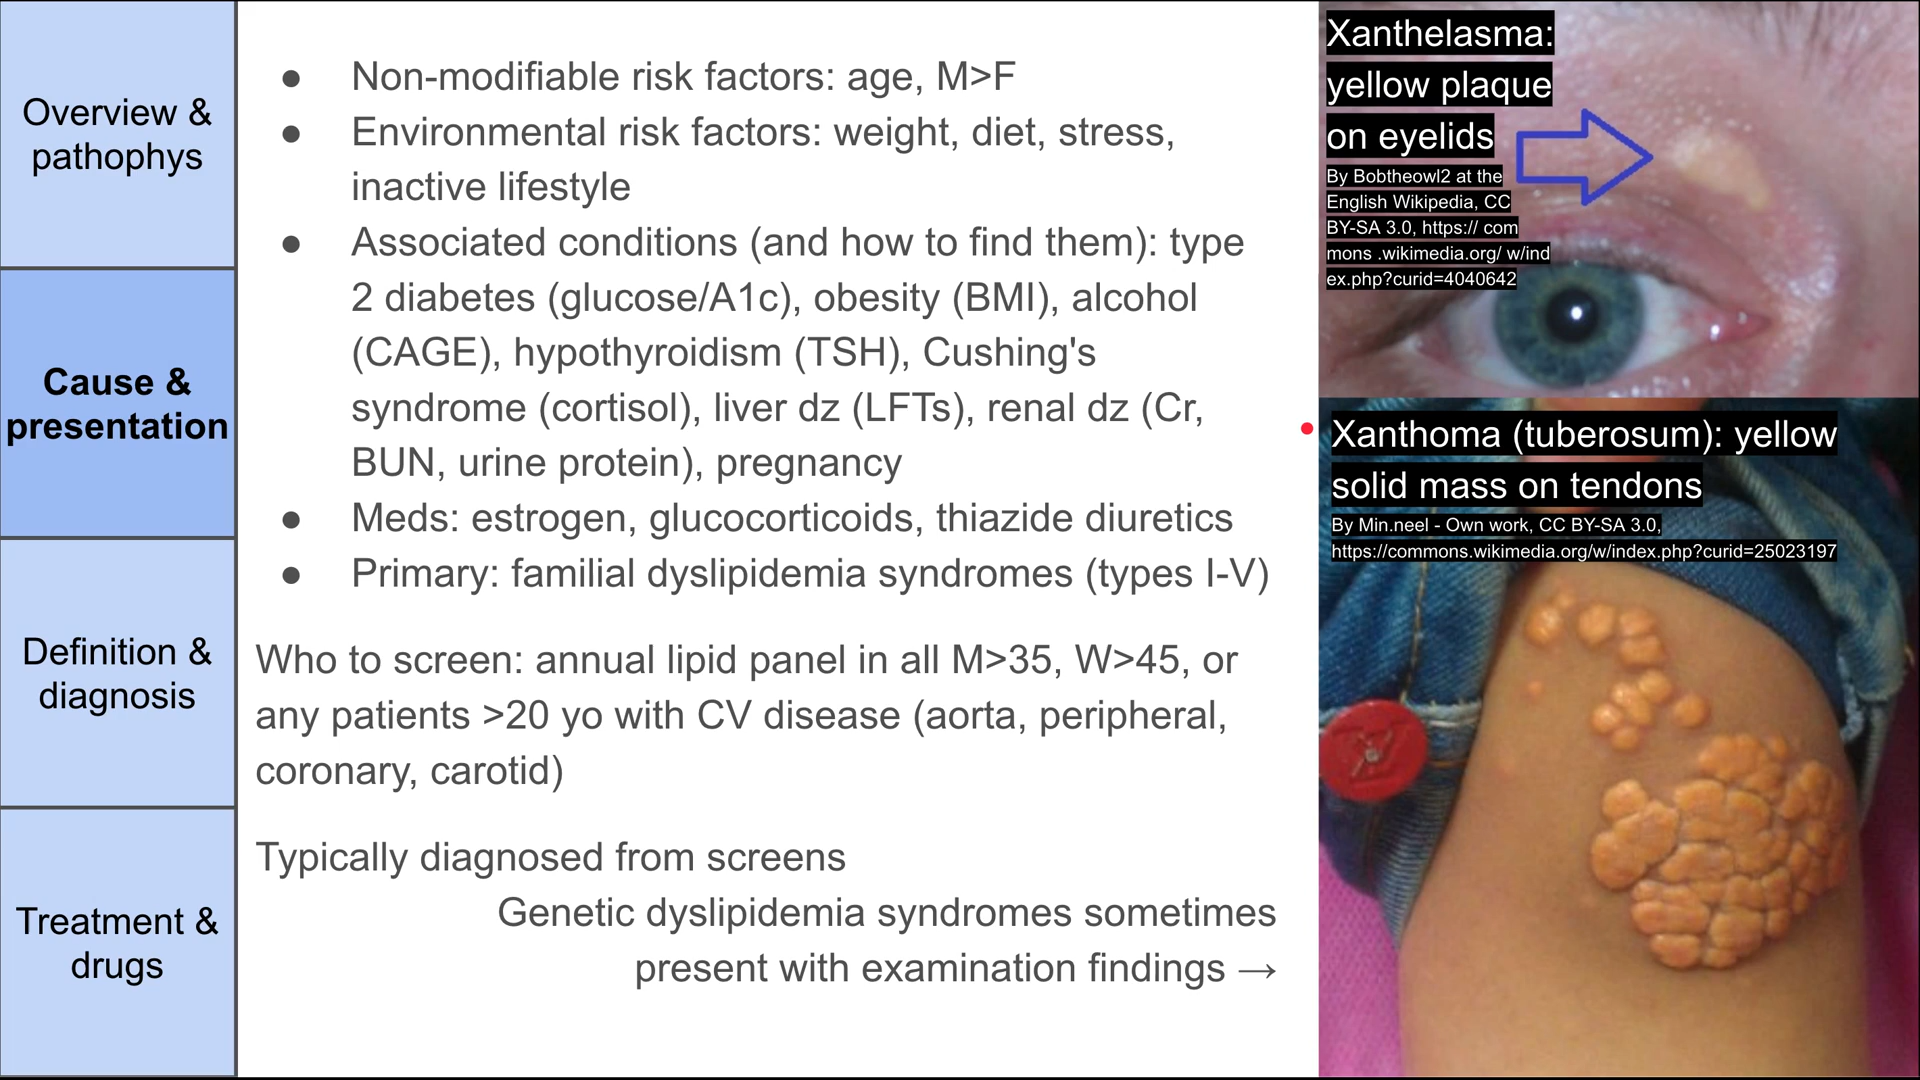 Overview &
pathophys
Cause &
presentation
Definition &
diagnosis
Treatment &
drugs
● Non-modifiable risk factors: age, M>F
● Environmental risk factors: weight, diet, stress,
inactive lifestyle
● Associated conditions (and how to find them): type
2 diabetes (glucose/A1c), obesity (BMI), alcohol
(CAGE), hypothyroidism (TSH), Cushing's
syndrome (cortisol), liver dz (LFTs), renal dz (Cr,
BUN, urine protein), pregnancy
● Meds: estrogen, glucocorticoids, thiazide diuretics
● Primary: familial dyslipidemia syndromes (types I-V)
Who to screen: annual lipid panel in all M>35, W>45, or
any patients >20 yo with CV disease (aorta, peripheral,
coronary, carotid)
Typically diagnosed from screens
Genetic dyslipidemia syndromes sometimes
present with examination findings →
Xanthelasma:
yellow plaque
on eyelids
By Bobtheowl2 at the
English Wikipedia, CC
BY-SA 3.0, https:// com
mons .wikimedia.org/ w/ind
ex.php?curid=4040642
Xanthoma (tuberosum): yellow
solid mass on tendons
By Min.neel - Own work, CC BY-SA 3.0,
https://commons.wikimedia.org/w/index.php?curid=25023197